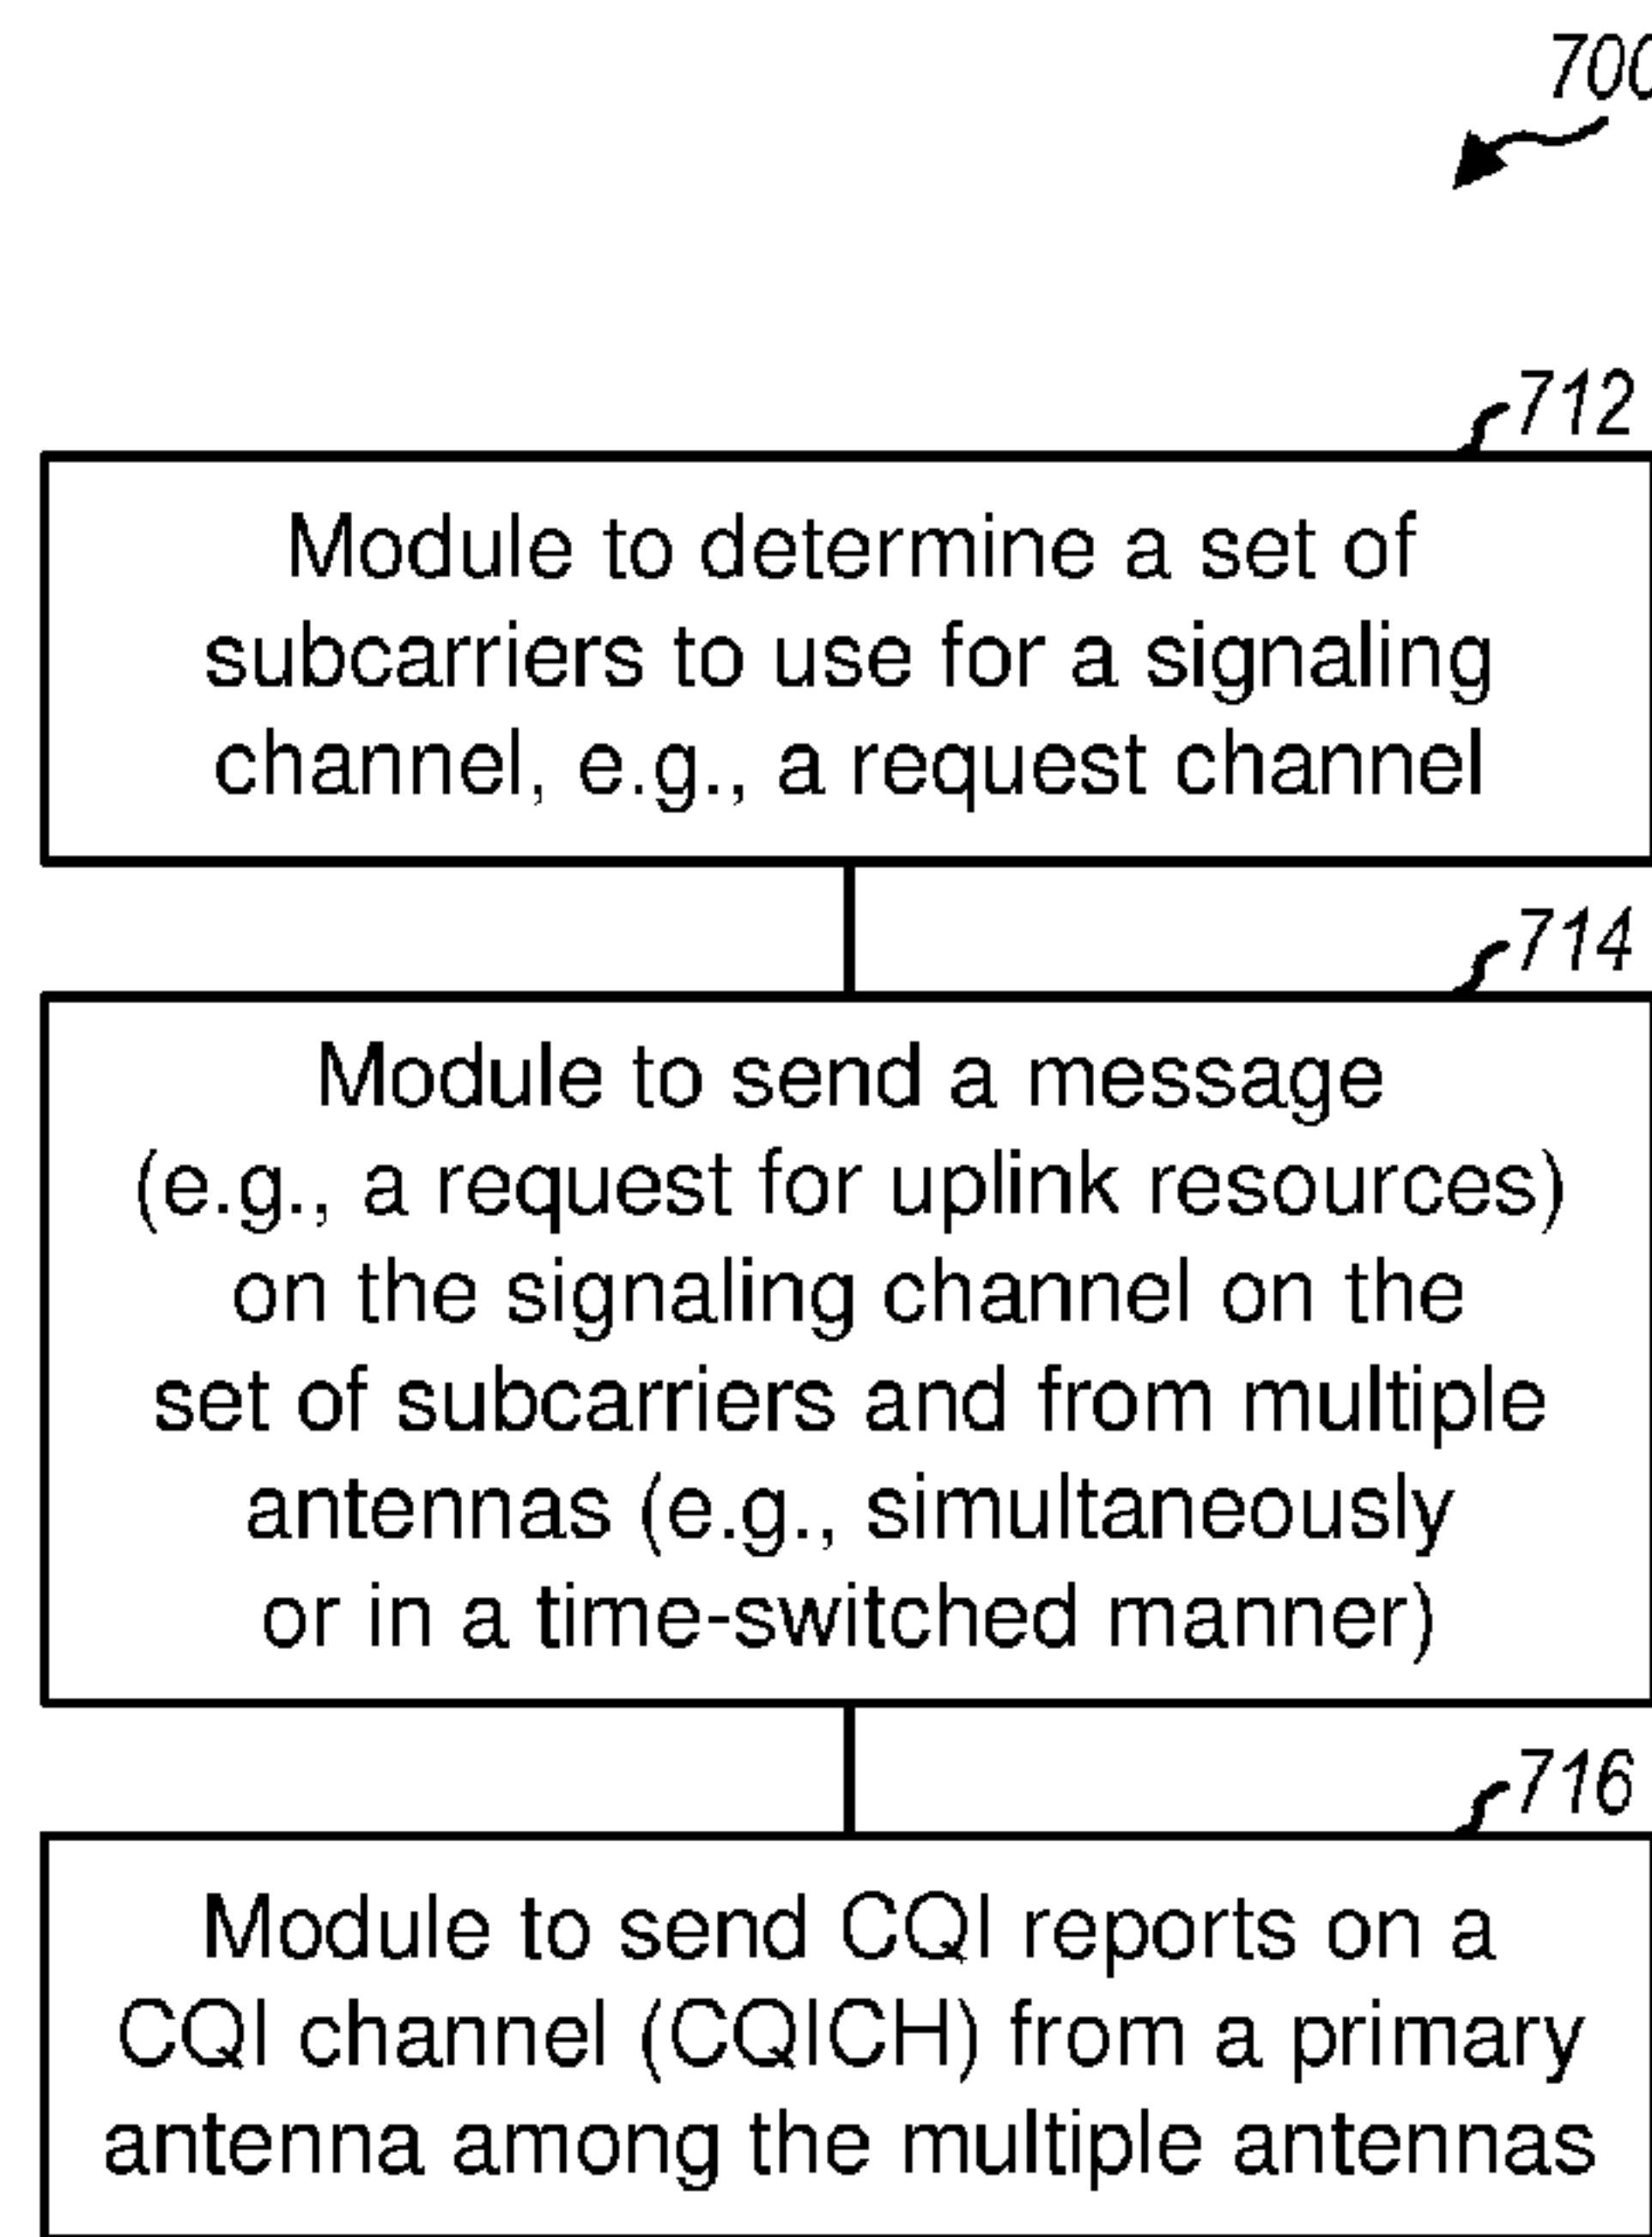 700
712
Module to determine a set of
subcarriers to use for a signaling
channel, e.g., a request channel
714
Module to send a message
(e.g., a request for uplink resources)
on the signaling channel on the
set of subcarriers and from multiple
antennas (e.g., simultaneously
or in a time-switched manner)
716
Module to send CQI reports on a
CQI channel (CQICH) from a primary
antenna among the multiple antennas